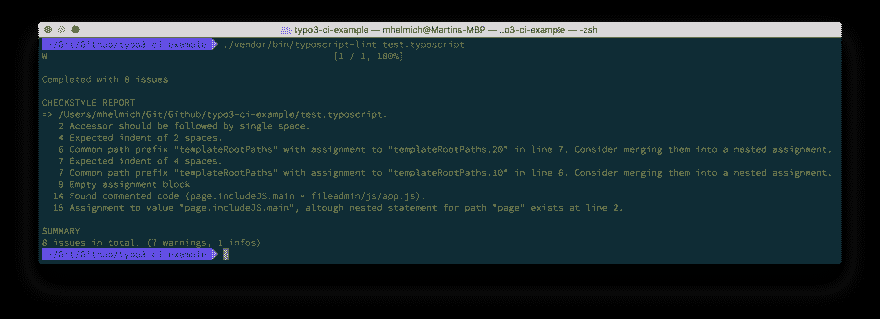 typo3-ci-example — mhelmich@Martins-MBP — ..o3-ci-example — -zsh
~/Git/Github/typo3-ci-example ./vendor/bin/typoscript-lint test.typoscript
W [1 / 1, 100%]
Completed with 8 issues
CHECKSTYLE REPORT
=> /Users/mhelmich/Git/Github/typo3-ci-example/test.typoscript.
2 Accessor should be followed by single space.
4 Expected indent of 2 spaces.
6 Common path prefix "templateRootPaths" with assignment to "templateRootPaths.20" in line 7. Consider merging them into a nested assignment.
7 Expected indent of 4 spaces.
7 Common path prefix "templateRootPaths" with assignment to "templateRootPaths.10" in line 6. Consider merging them into a nested assignment.
9 Empty assignment block
14 Found commented code (page.includeJS.main = fileadmin/js/app.js).
15 Assignment to value "page.includeJS.main", altough nested statement for path "page" exists at line 2.
SUMMARY
8 issues in total. (7 warnings, 1 infos)
~/Git/Github/typo3-ci-example